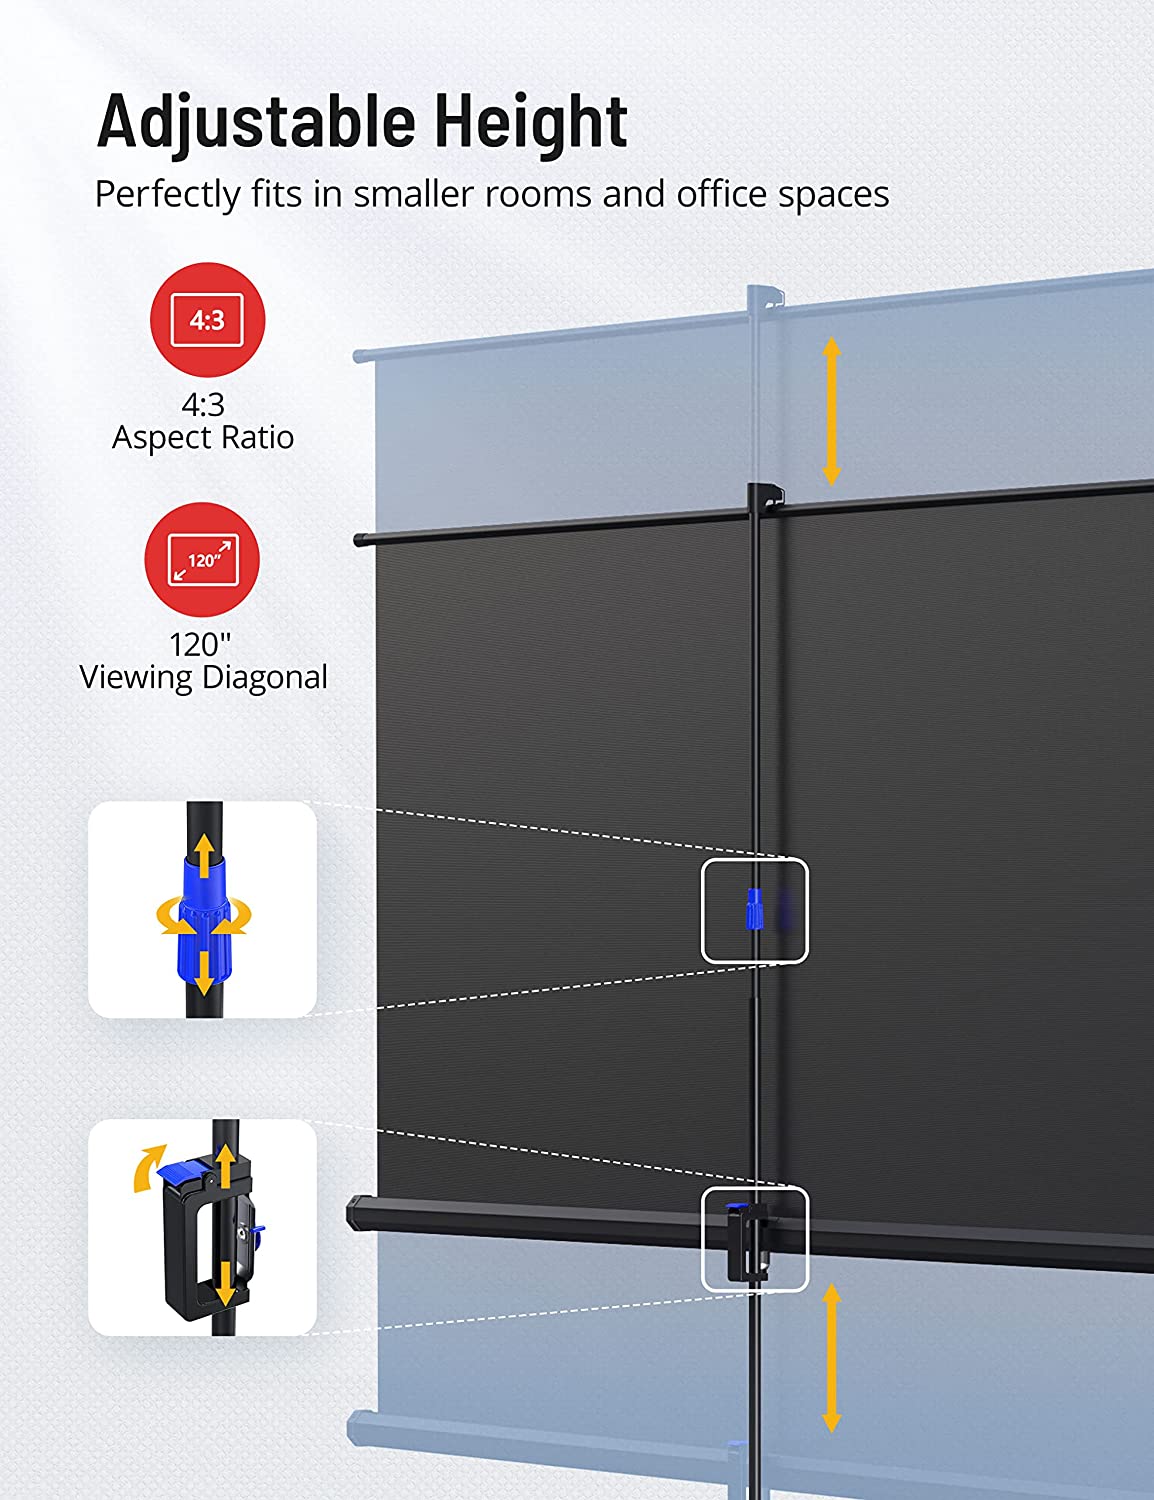 Adjustable Height
Perfectly fits in smaller rooms and office spaces
4:3
4:3
Aspect Ratio
120"
120"
Viewing Diagonal